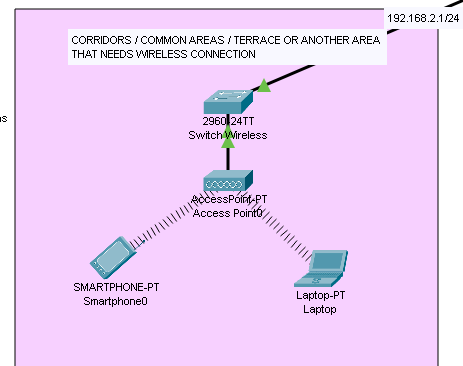 192.168.2.1/24
CORRIDORS / COMMON AREAS / TERRACE OR ANOTHER AREA
THAT NEEDS WIRELESS CONNECTION
2960-24TT
Switch Wireless
AccessPoint-PT
Access Point0
SMARTPHONE-PT
Smartphone0
Laptop-PT
Laptop